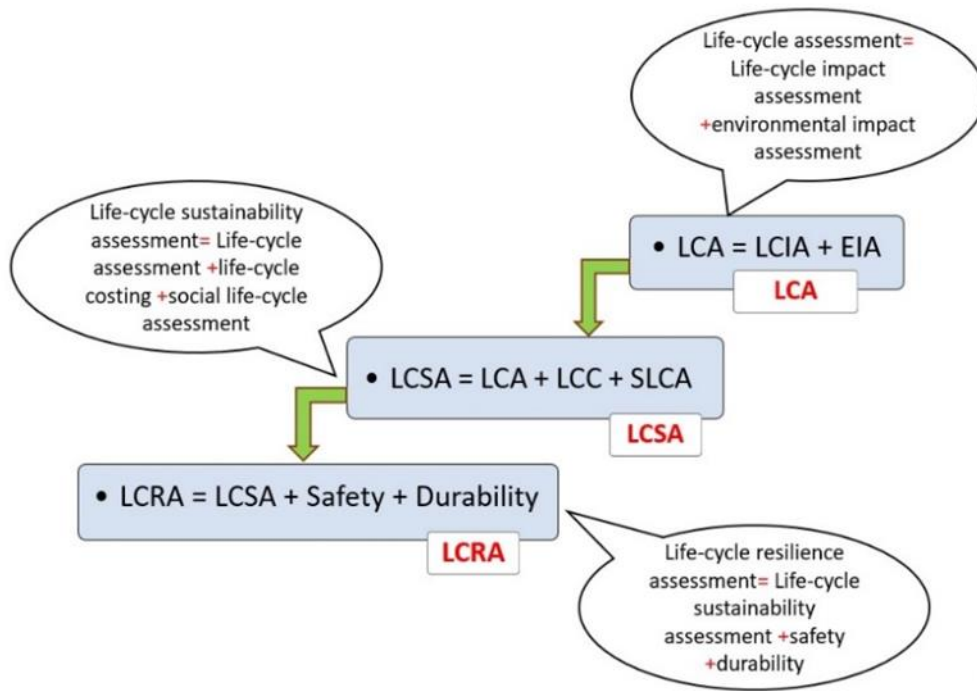 Life-cycle assessment=
Life-cycle impact
assessment
+environmental impact
assessment
• LCA = LCIA + EIA
LCA
Life-cycle sustainability
assessment= Life-cycle
assessment +life-cycle
costing +social life-cycle
assessment
• LCSA = LCA + LCC + SLCA
LCSA
• LCRA = LCSA + Safety + Durability
LCRA
Life-cycle resilience
assessment= Life-cycle
sustainability
assessment +safety
+durability